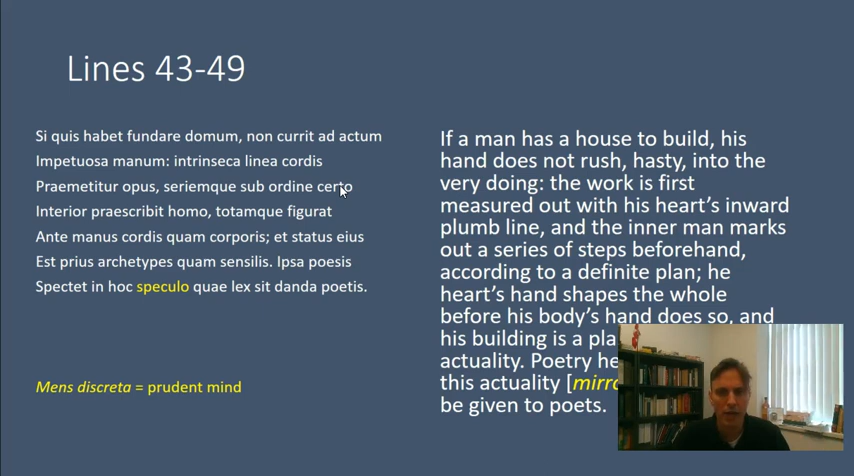 Lines 43-49
Si quis habet fundare domum, non currit ad actum
Impetuosa manum: intrinseca linea cordis
Praemetitur opus, seriemque sub ordine certo
Interior praescribit homo, totamque figurat
Ante manus cordis quam corporis; et status eius
Est prius archetypes quam sensilis. Ipsa poesis
Spectet in hoc speculo quae lex sit danda poetis.
Mens discreta = prudent mind
If a man has a house to build, his
hand does not rush, hasty, into the
very doing: the work is first
measured out with his heart's inward
plumb line, and the inner man marks
out a series of steps beforehand,
according to a definite plan; he
heart's hand shapes the whole
before his body's hand does so, and
his building is a
actuality. Poetry
this actuality
be given to poets.